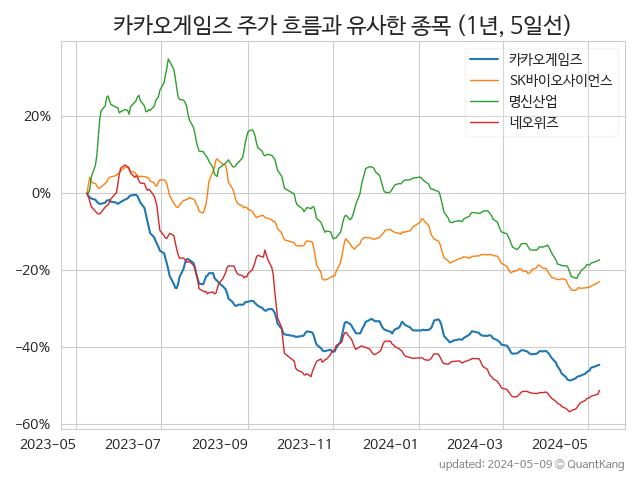 카카오게임즈 주가 흐름과 유사한 종목 (1년, 5일선)
카카오게임즈
SK바이오사이언스
명신산업
네오위즈
20%
0%
−20%
−40%
−60%
2023-05
2023-07
2023-09
2023-11
2024-01
2024-03
2024-05
updated: 2024-05-09 © QuantKang